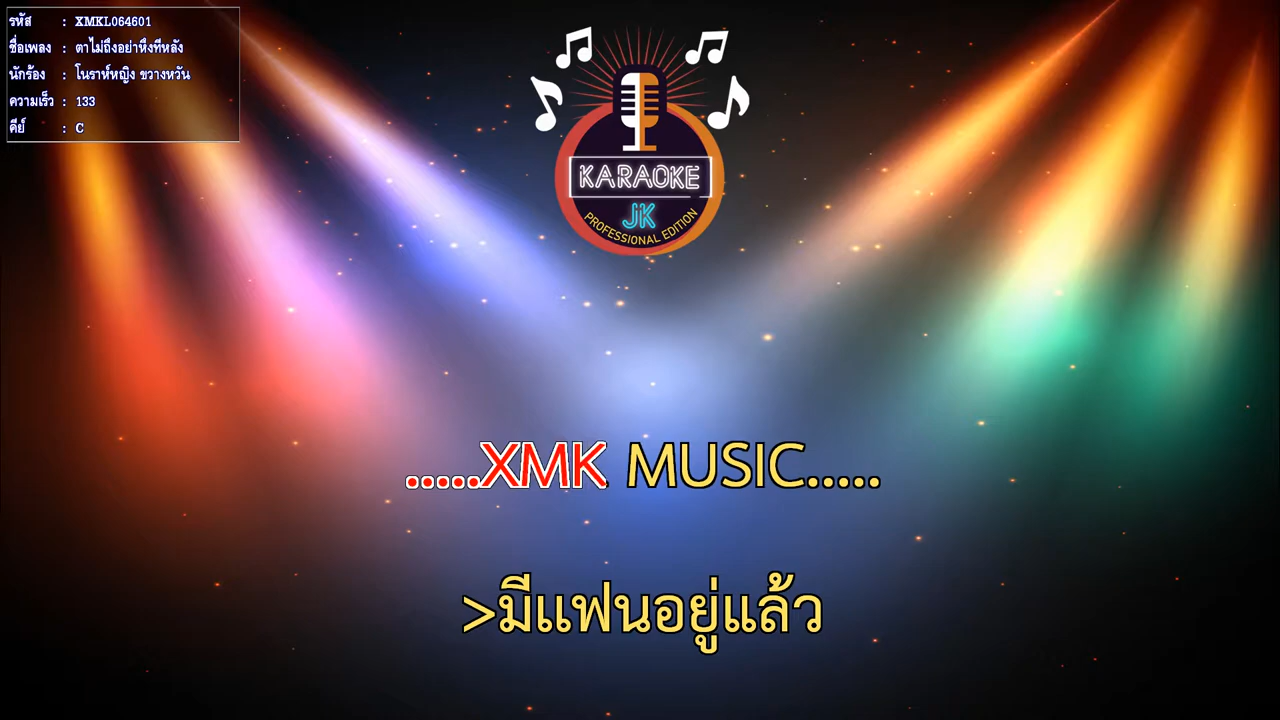 รหัส : XMKL064601
ชื่อเพลง : ตาไม่ถึงอย่าหึงทีหลัง
นักร้อง : โนราห์หญิง ขวางหวัน
ความเร็ว : 133
คีย์ : C
KARAOKE
JK
PROFESSIONAL EDITION
.....XMK MUSIC.....
>มีแฟนอยู่แล้ว